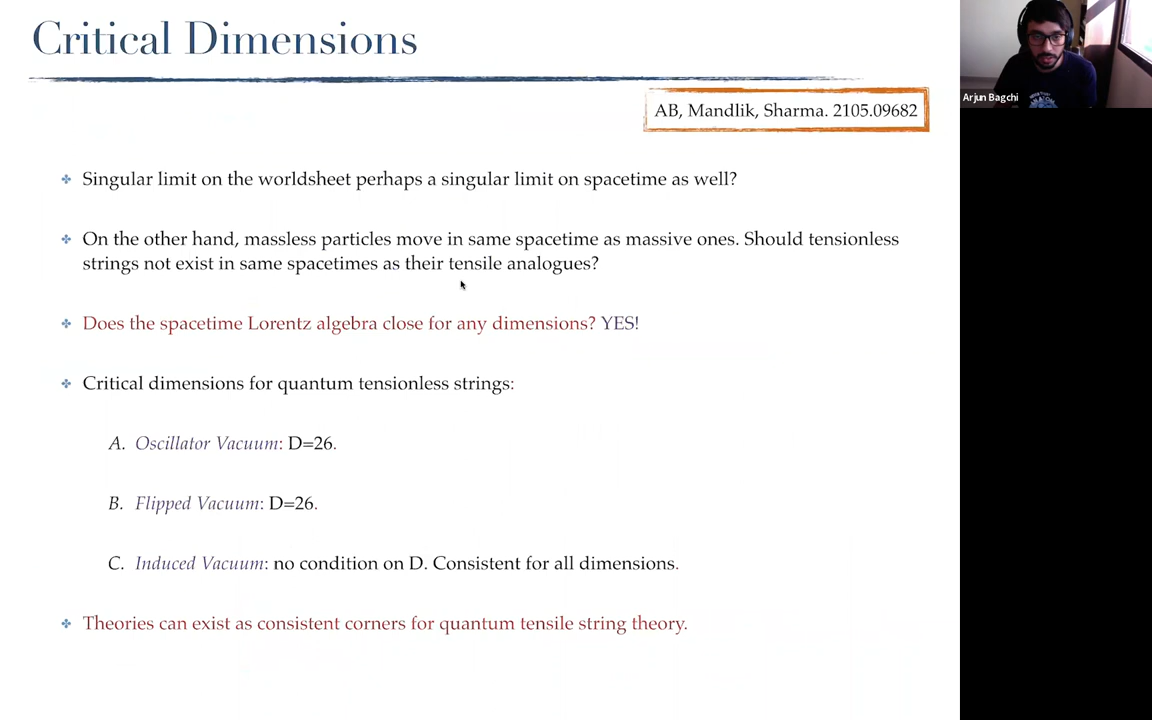 Critical Dimensions
Arjun Bagchi
AB, Mandlik, Sharma. 2105.09682
Singular limit on the worldsheet perhaps a singular limit on spacetime as well?
On the other hand, massless particles move in same spacetime as massive ones. Should tensionless
strings not exist in same spacetimes as their tensile analogues?
Does the spacetime Lorentz algebra close for any dimensions? YES!
Critical dimensions for quantum tensionless strings:
A. Oscillator Vacuum: D=26.
B. Flipped Vacuum: D=26.
C. Induced Vacuum: no condition on D. Consistent for all dimensions.
Theories can exist as consistent corners for quantum tensile string theory.